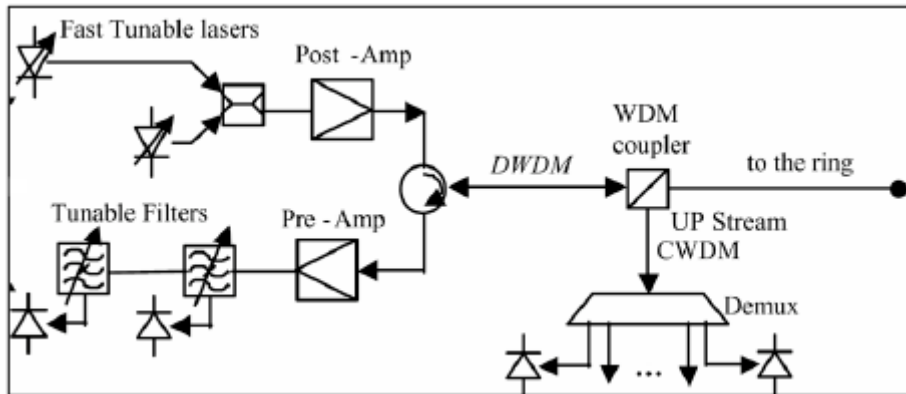 Fast Tunable lasers
Post -Amp
WDM
coupler
DWDM
to the ring
Tunable Filters
Pre -Amp
UP Stream
CWDM
Demux
...